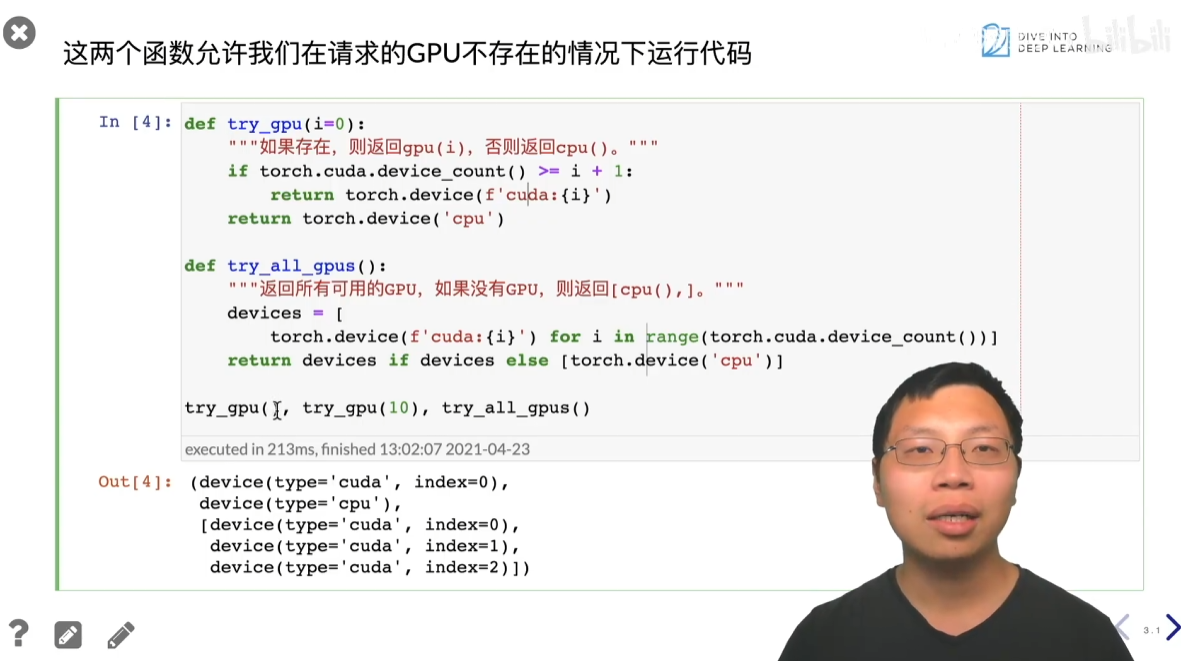 这两个函数允许我们在请求的GPU不存在的情况下运行代码
DIVE INTO
DEEP LEARNING
bilibili
In [4]:
def try_gpu(i=0):
"""如果存在，则返回gpu(i)，否则返回cpu()。"""
if torch.cuda.device_count() >= i + 1:
return torch.device(f'cuda:{i}')
return torch.device('cpu')
def try_all_gpus():
"""返回所有可用的GPU，如果没有GPU，则返回[cpu(),]。"""
devices = [
torch.device(f'cuda:{i}') for i in range(torch.cuda.device_count())]
return devices if devices else [torch.device('cpu')]
try_gpu(), try_gpu(10), try_all_gpus()
executed in 213ms, finished 13:02:07 2021-04-23
Out[4]:
(device(type='cuda', index=0),
device(type='cpu'),
[device(type='cuda', index=0),
device(type='cuda', index=1),
device(type='cuda', index=2)])
?
3.1